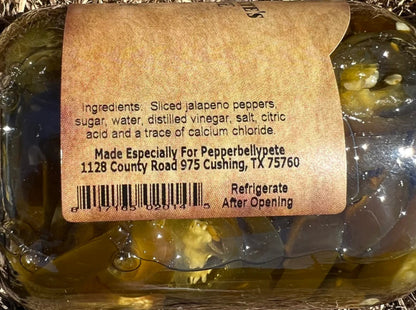 Ingredients: Sliced jalapeno peppers,
sugar, water, distilled vinegar, salt, citric
acid and a trace of calcium chloride.
Made Especially For Pepperbellypete
1128 County Road 975 Cushing, TX 75760
Refrigerate
After Opening